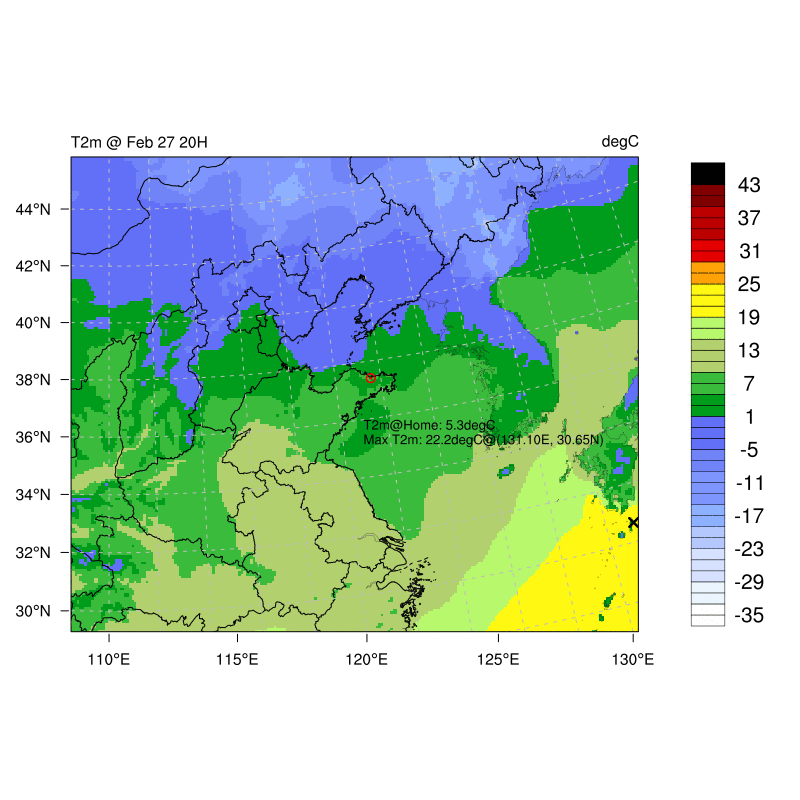 T2m @ Feb 27 20H
degC
44°N
42°N
40°N
38°N
36°N
34°N
32°N
30°N
110°E
115°E
120°E
125°E
130°E
T2m@Home: 5.3degC
Max T2m: 22.2degC@(131.10E, 30.65N)
43
37
31
25
19
13
7
1
-5
-11
-17
-23
-29
-35